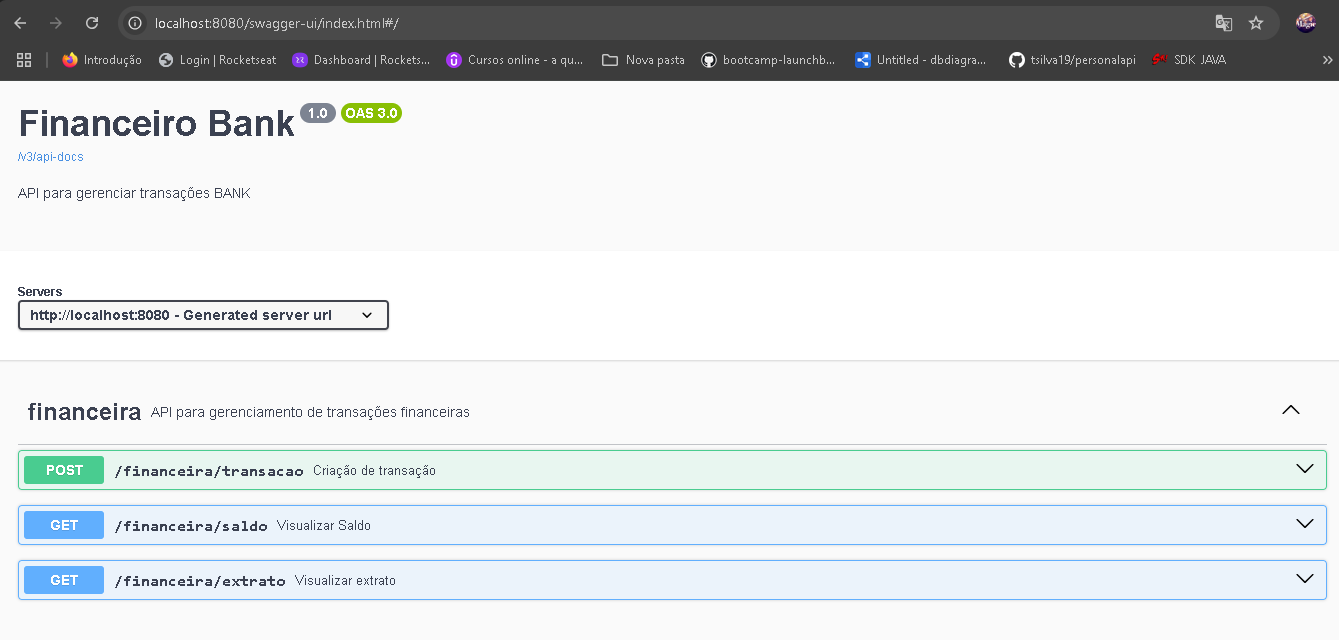 localhost:8080/swagger-ui/index.html#/
Introdução Login | Rocketseat Dashboard | Rockets... Cursos online - a qu... Nova pasta bootcamp-launchb... Untitled - dbdiagra... tsilva19/personalapi SDK JAVA »
Financeiro Bank 1.0 OAS 3.0
/v3/api-docs
API para gerenciar transações BANK
Servers
http://localhost:8080 - Generated server url
financeira API para gerenciamento de transações financeiras
POST /financeira/transacao Criação de transação
GET /financeira/saldo Visualizar Saldo
GET /financeira/extrato Visualizar extrato